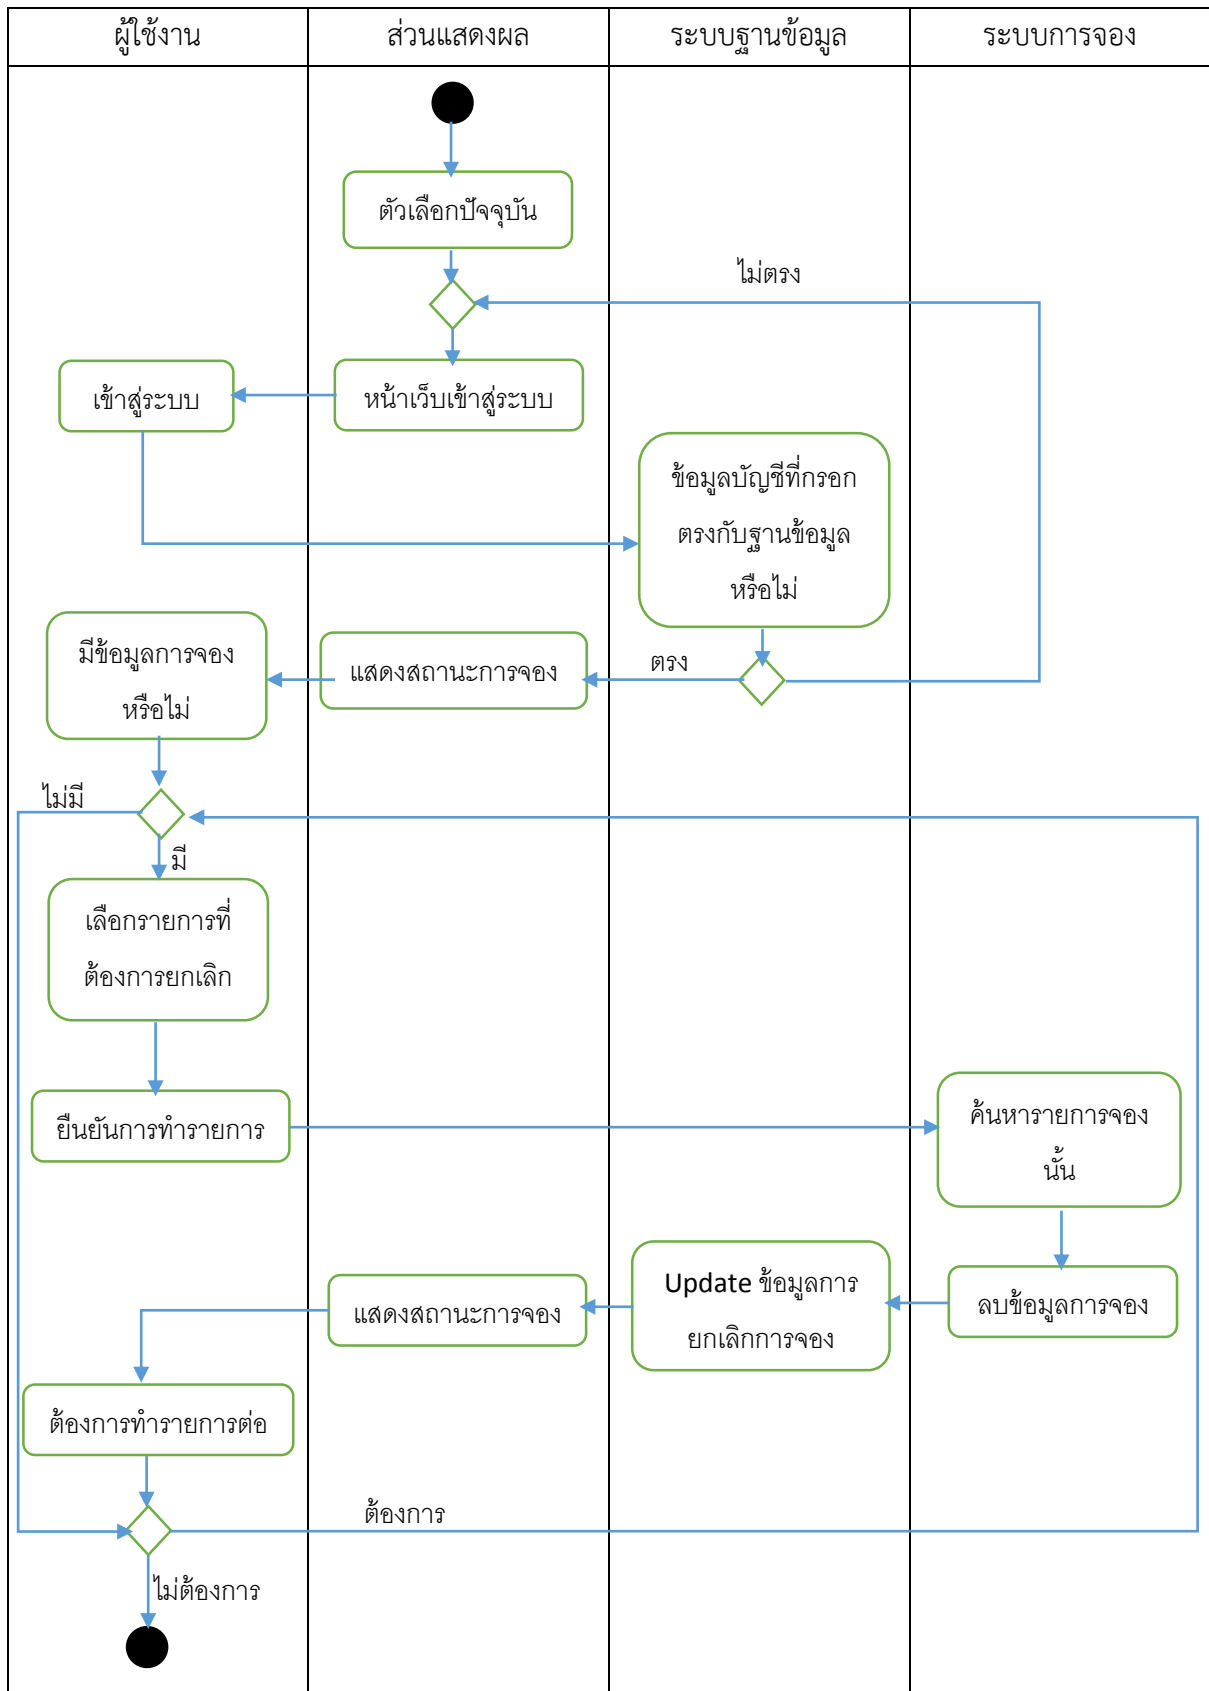 ผู้ใช้งาน
ส่วนแสดงผล
ระบบฐานข้อมูล
ระบบการจอง
ตัวเลือกปัจจุบัน
ไม่ตรง
เข้าสู่ระบบ
หน้าเว็บเข้าสู่ระบบ
ข้อมูลบัญชีที่กรอก
ตรงกับฐานข้อมูล
หรือไม่
มีข้อมูลการจอง
หรือไม่
แสดงสถานะการจอง
ตรง
ไม่มี
มี
เลือกรายการที่
ต้องการยกเลิก
ยืนยันการทำรายการ
ค้นหารายการจอง
นั้น
แสดงสถานะการจอง
Update ข้อมูลการ
ยกเลิกการจอง
ลบข้อมูลการจอง
ต้องการทำรายการต่อ
ต้องการ
ไม่ต้องการ